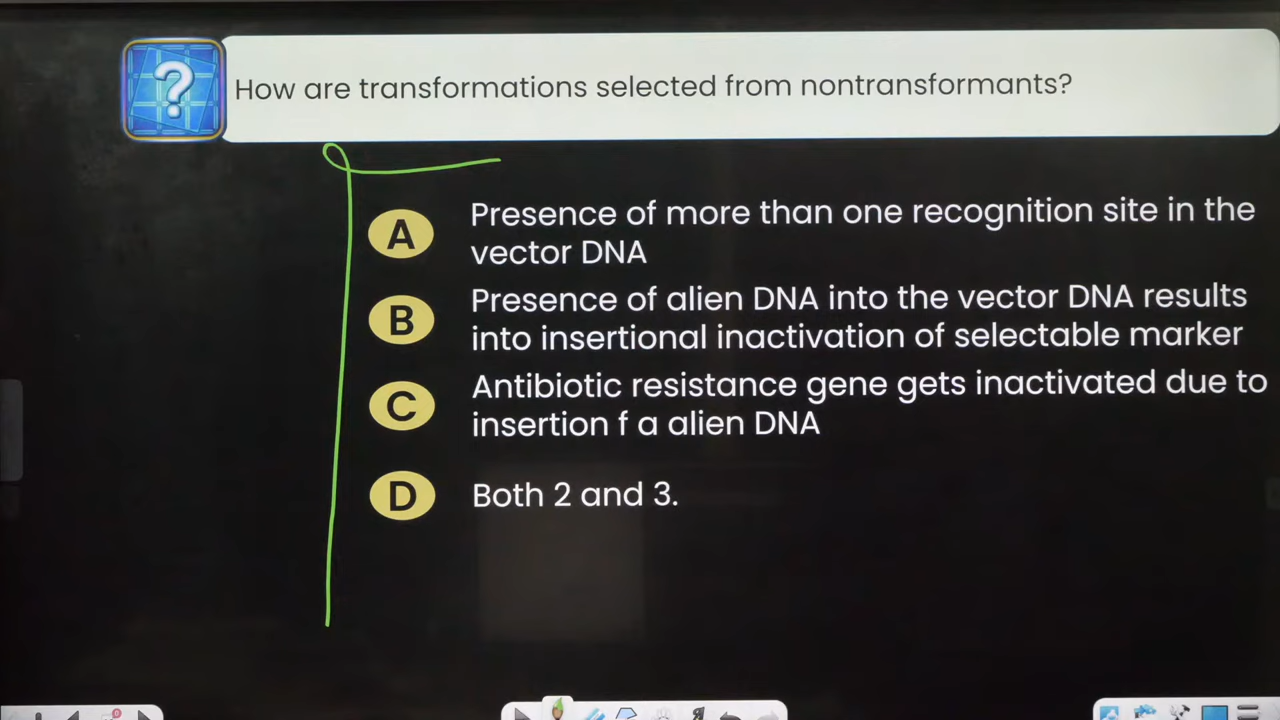 How are transformations selected from nontransformants?
A
Presence of more than one recognition site in the
vector DNA
B
Presence of alien DNA into the vector DNA results
into insertional inactivation of selectable marker
C
Antibiotic resistance gene gets inactivated due to
insertion f a alien DNA
D
Both 2 and 3.